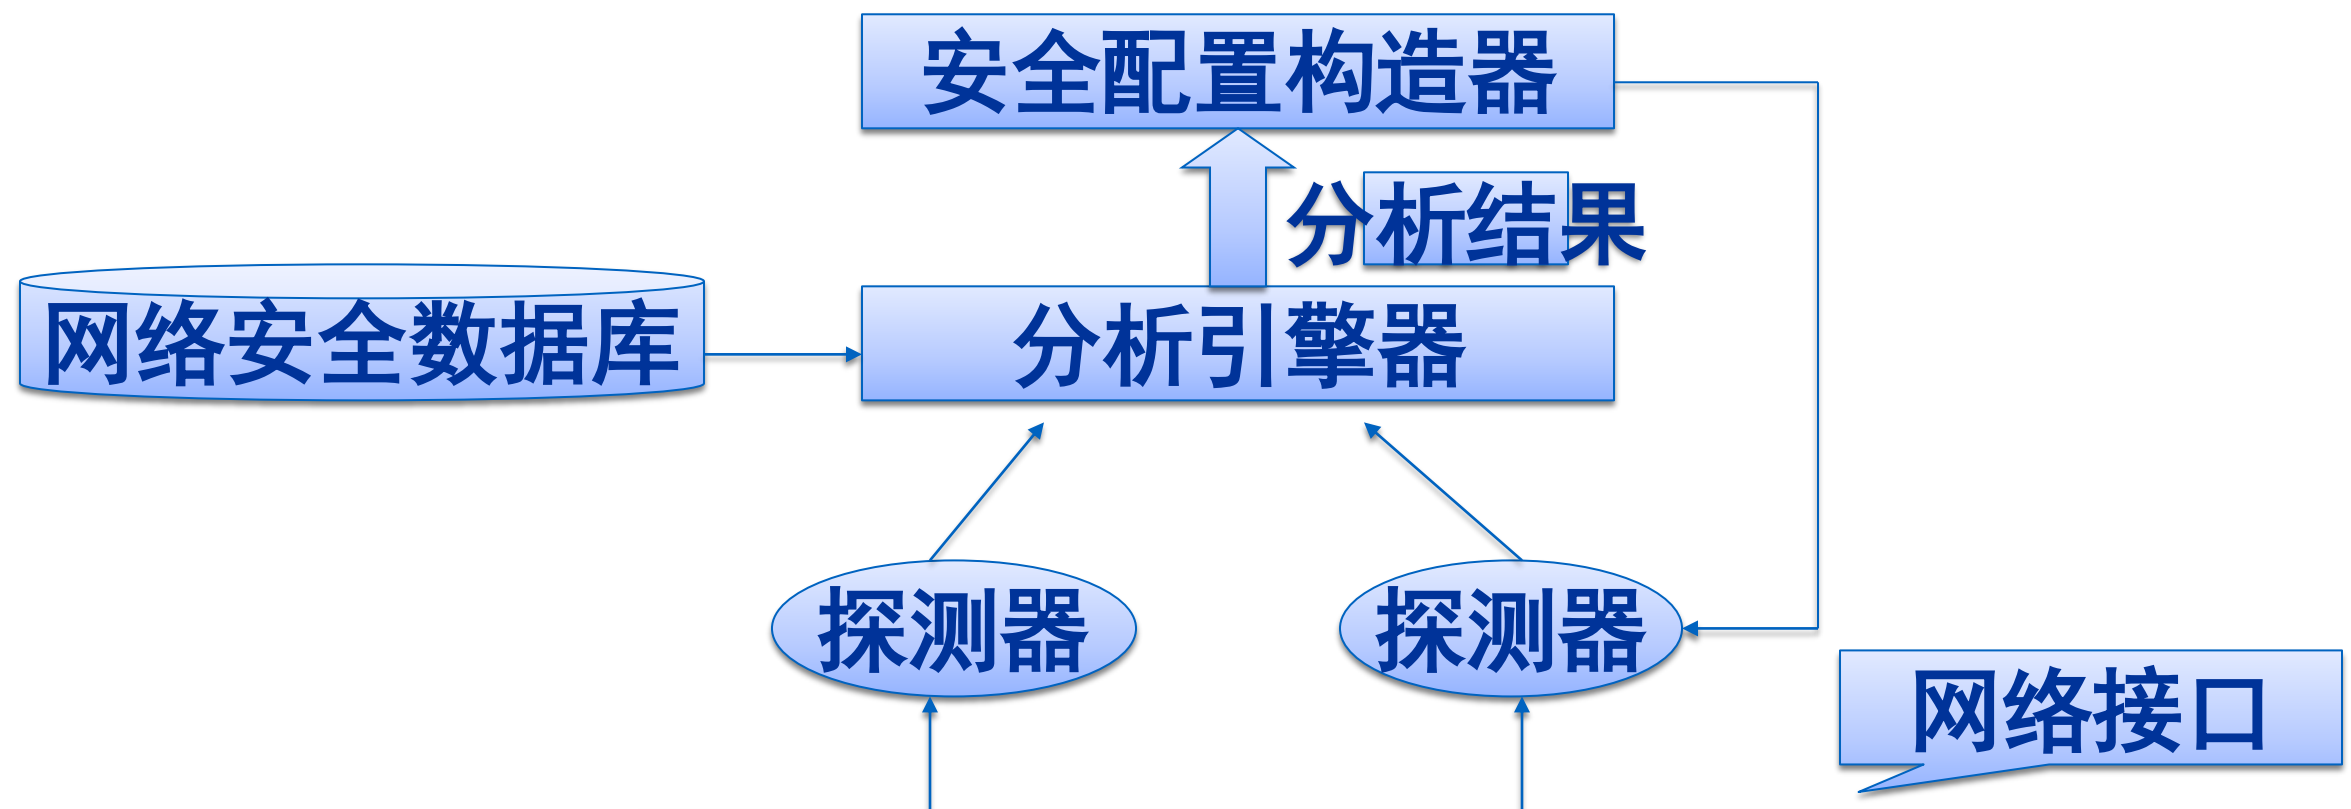 安全配置构造器
分析结果
网络安全数据库
分析引擎器
探测器
探测器
网络接口